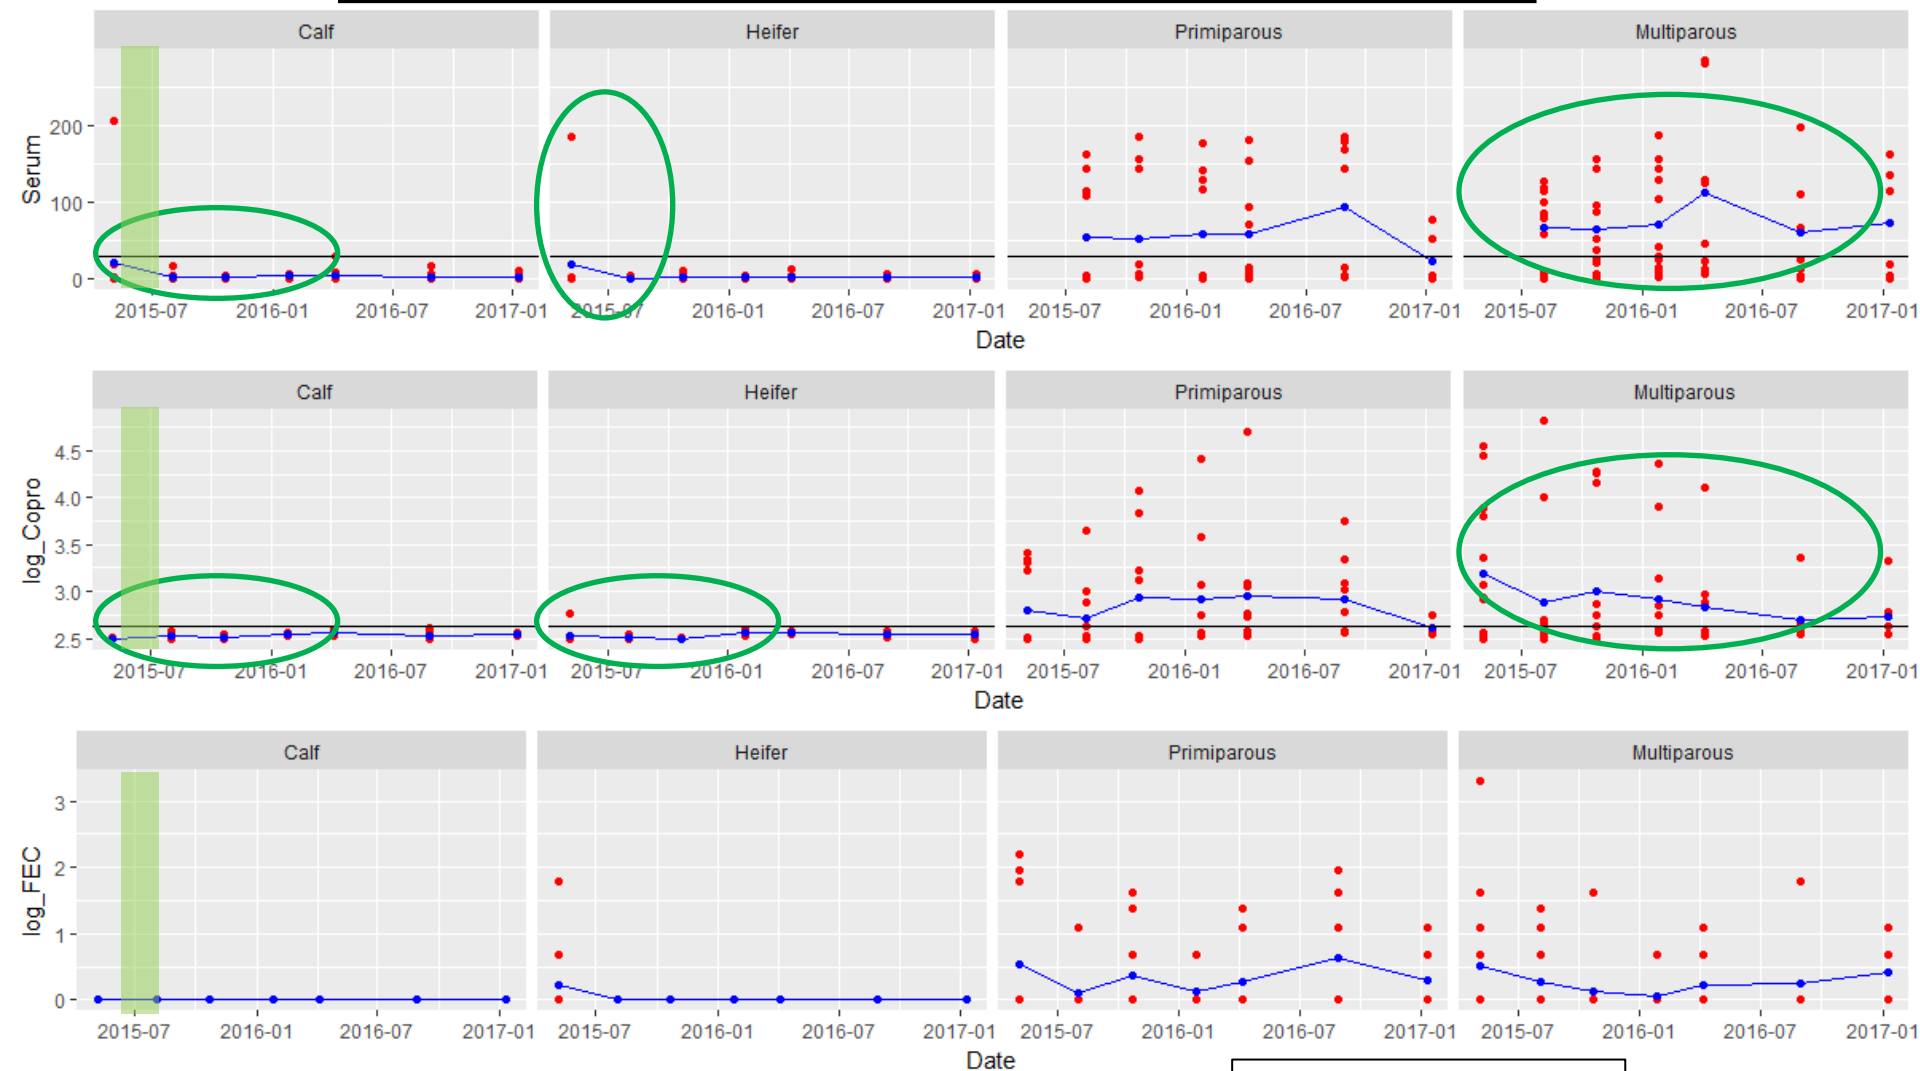 Calf Heifer Primiparous Multiparous
Serum
200
100
0
2015-07 2016-01 2016-07 2017-01 2015-07 2016-01 2016-07 2017-01 2015-07 2016-01 2016-07 2017-01 2015-07 2016-01 2016-07 2017-01
Date
Calf Heifer Primiparous Multiparous
log_Copro
4.5
4.0
3.5
3.0
2.5
2015-07 2016-01 2016-07 2017-01 2015-07 2016-01 2016-07 2017-01 2015-07 2016-01 2016-07 2017-01 2015-07 2016-01 2016-07 2017-01
Date
Calf Heifer Primiparous Multiparous
log_FEC
3
2
1
0
2015-07 2016-01 2016-07 2017-01 2015-07 2016-01 2016-07 2017-01 2015-07 2016-01 2016-07 2017-01 2015-07 2016-01 2016-07 2017-01
Date